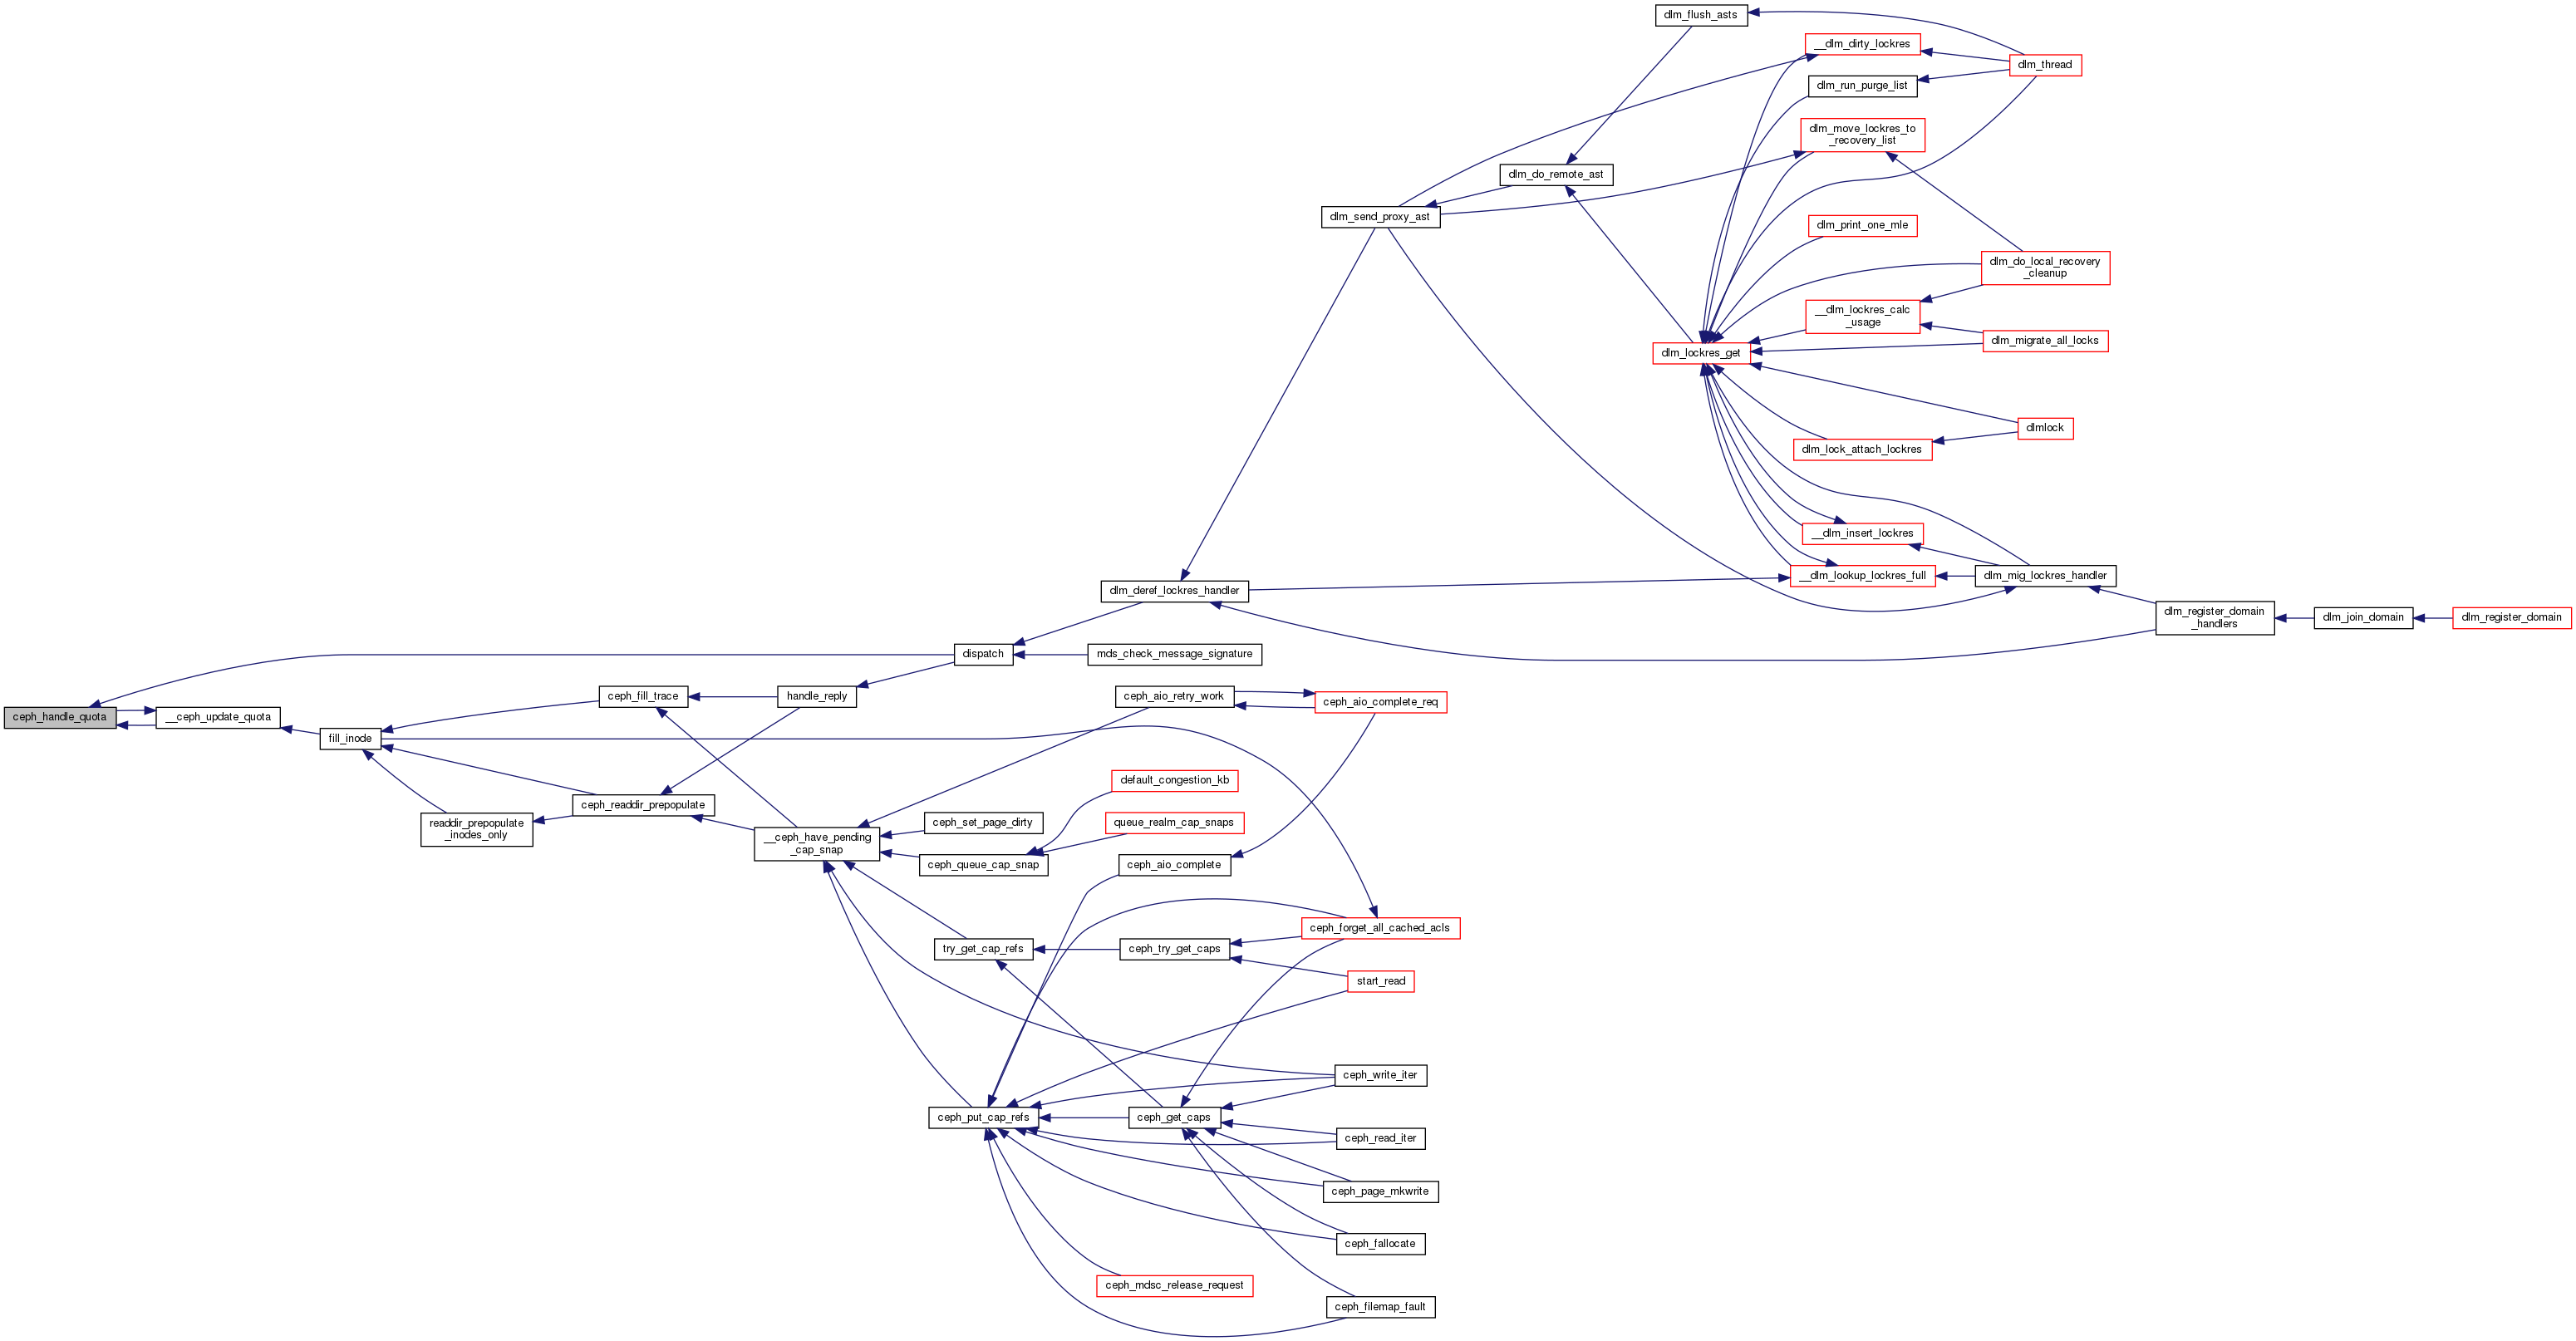 dlm_flush_asts
__dlm_dirty_lockres
dlm_thread
dlm_run_purge_list
dlm_move_lockres_to
_recovery_list
dlm_do_remote_ast
dlm_send_proxy_ast
dlm_print_one_mle
dlm_do_local_recovery
_cleanup
__dlm_lockres_calc
_usage
dlm_migrate_all_locks
dlm_lockres_get
dlmlock
dlm_lock_attach_lockres
__dlm_insert_lockres
__dlm_lookup_lockres_full
dlm_mig_lockres_handler
dlm_deref_lockres_handler
dlm_register_domain
_handlers
dlm_join_domain
dlm_register_domain
dispatch
mds_check_message_signature
ceph_fill_trace
handle_reply
ceph_aio_retry_work
ceph_aio_complete_req
ceph_handle_quota
__ceph_update_quota
fill_inode
default_congestion_kb
ceph_readdir_prepopulate
readdir_prepopulate
_inodes_only
ceph_set_page_dirty
queue_realm_cap_snaps
__ceph_have_pending
_cap_snap
ceph_queue_cap_snap
ceph_aio_complete
ceph_forget_all_cached_acls
try_get_cap_refs
ceph_try_get_caps
start_read
ceph_write_iter
ceph_put_cap_refs
ceph_get_caps
ceph_read_iter
ceph_page_mkwrite
ceph_fallocate
ceph_mdsc_release_request
ceph_filemap_fault